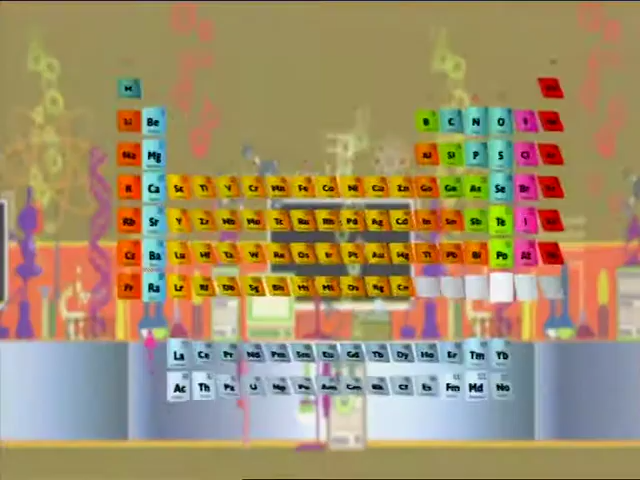 H
Be B C N O
Mg Si P S Cl
K Ca Sc Ti V Cr Mn Fe Co Ni Cu Zn Ga Ge As Se Br
Rb Sr Y Zr Nb Mo Tc Ru Rh Pd Ag Cd In Sn Sb Te I
Cs Ba Lu Hf Ta W Re Os Ir Pt Au Hg Tl Pb Bi Po At
Fr Ra Lr Rf Db Sg Bh Hs Mt Ds Rg Cn
La Ce Pr Nd Pm Sm Eu Gd Tb Dy Ho Er Tm Yb
Ac Th Pa U Np Pu Am Cm Bk Cf Es Fm Md No